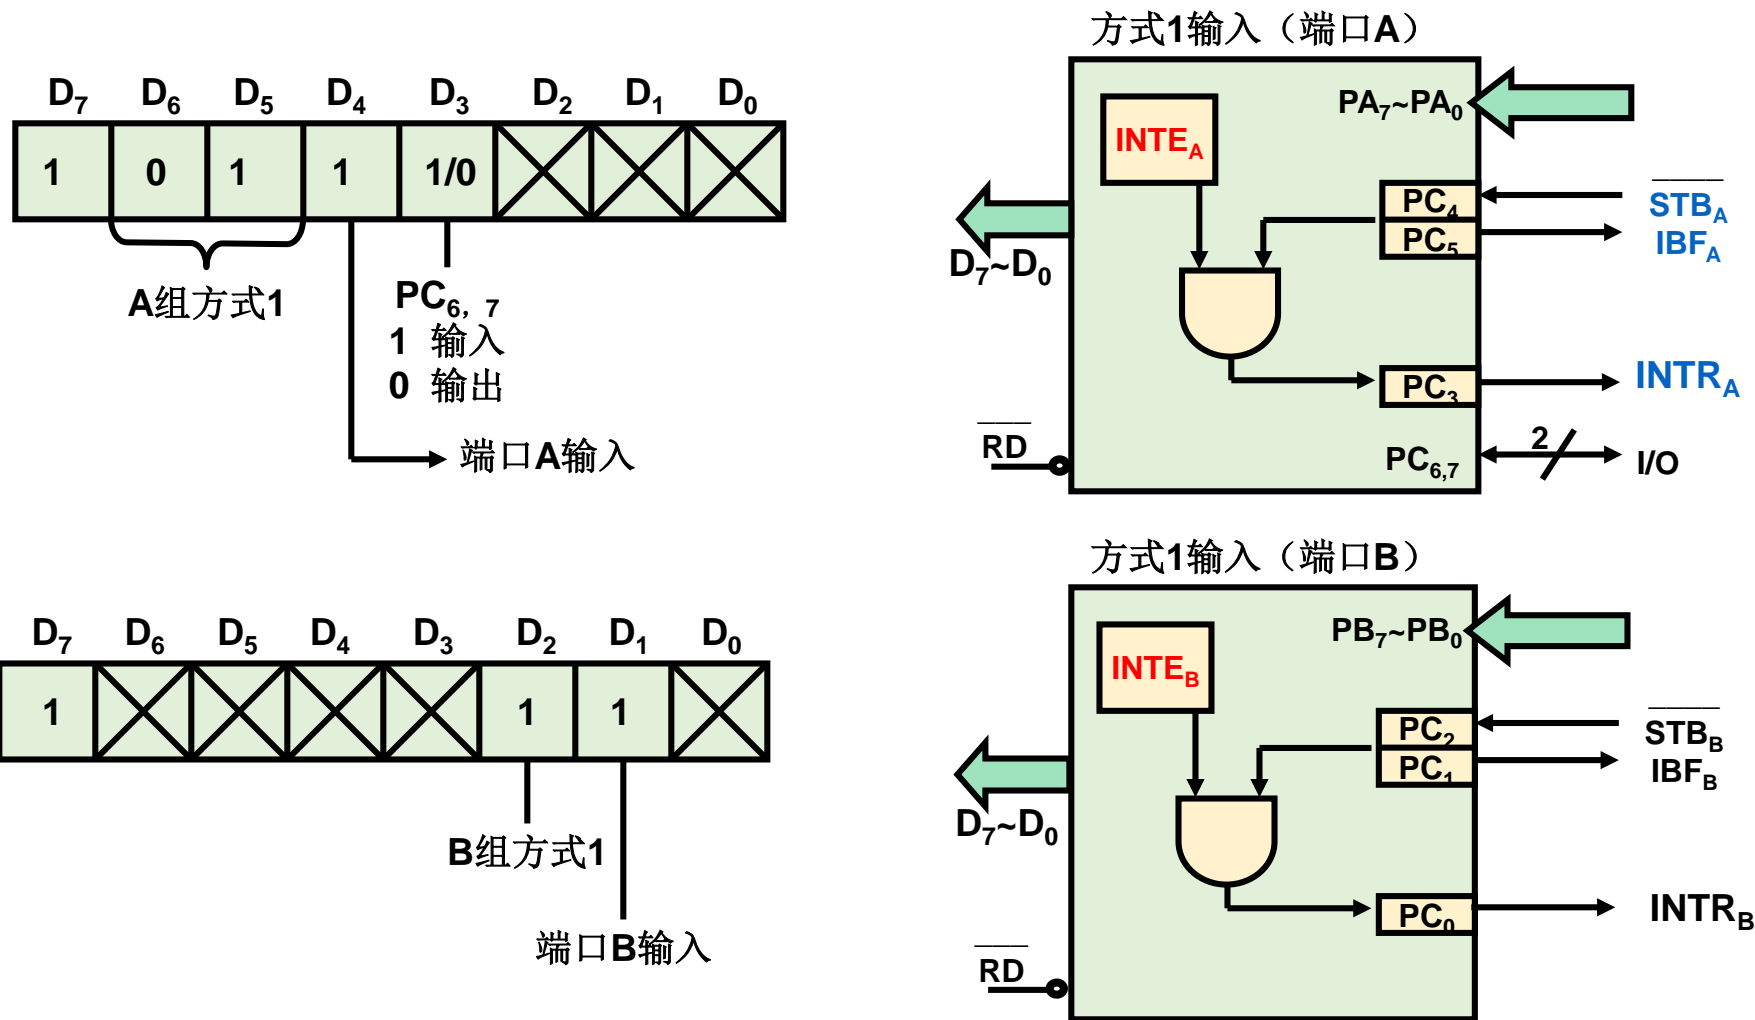 方式1输入（端口A）
D7 D6 D5 D4 D3 D2 D1 D0
1 0 1 1 1/0
A组方式1
PC6，7
1 输入
0 输出
端口A输入
INTEA
PA7~PA0
PC4
PC5
STBA
IBFA
D7~D0
PC3
INTRA
RD
PC6,7
2
I/O
方式1输入（端口B）
D7 D6 D5 D4 D3 D2 D1 D0
1 1 1
B组方式1
端口B输入
INTEB
PB7~PB0
PC2
PC1
STBB
IBFB
D7~D0
PC0
INTRB
RD